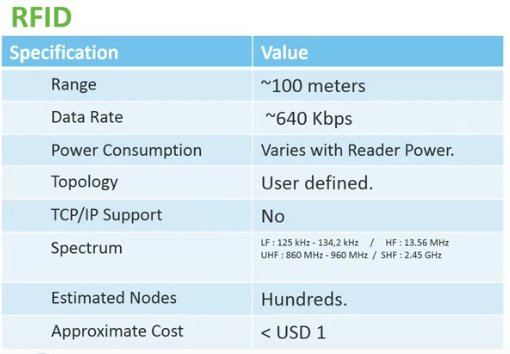 RFID
Specification Value
Range ~100 meters
Data Rate ~640 Kbps
Power Consumption Varies with Reader Power.
Topology User defined.
TCP/IP Support No
Spectrum LF : 125 kHz - 134,2 kHz / HF : 13.56 MHz
UHF : 860 MHz - 960 MHz / SHF : 2.45 GHz
Estimated Nodes Hundreds.
Approximate Cost < USD 1